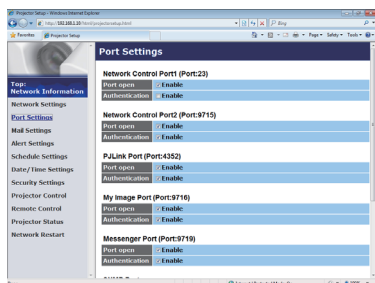 Projector Setup - Windows Internet Explorer
http://192.168.1.10/html/projectorsetup.html
Bing
Favorites Projector Setup
Page Safety Tools
Top:
Network Information
Network Settings
Port Settings
Mail Settings
Alert Settings
Schedule Settings
Date/Time Settings
Security Settings
Projector Control
Remote Control
Projector Status
Network Restart
Port Settings
Network Control Port1 (Port:23)
Port open Enable
Authentication Enable
Network Control Port2 (Port:9715)
Port open Enable
Authentication Enable
PJLink Port (Port:4352)
Port open Enable
Authentication Enable
My Image Port (Port:9716)
Port open Enable
Authentication Enable
Messenger Port (Port:9719)
Port open Enable
Authentication Enable